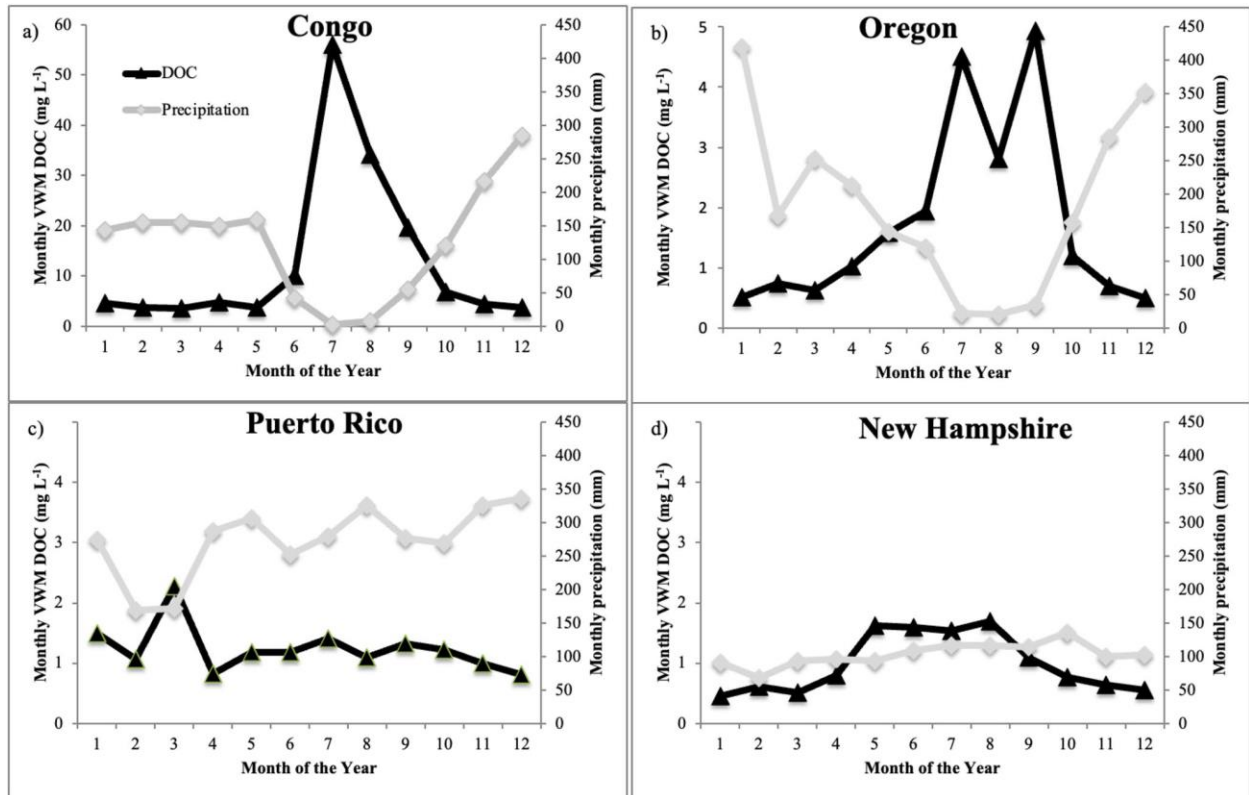 a)
Congo
Monthly VWM DOC (mg L⁻¹)
60
50
40
30
20
10
0
DOC
Precipitation
450
400
350
300
250
200
150
100
50
0
Monthly precipitation (mm)
1 2 3 4 5 6 7 8 9 10 11 12
Month of the Year
b)
Oregon
Monthly VWM DOC (mg L⁻¹)
5
4
3
2
1
0
450
400
350
300
250
200
150
100
50
0
Monthly precipitation (mm)
1 2 3 4 5 6 7 8 9 10 11 12
Month of the Year
c)
Puerto Rico
Monthly VWM DOC (mg L⁻¹)
4
3
2
1
0
450
400
350
300
250
200
150
100
50
0
Monthly precipitation (mm)
1 2 3 4 5 6 7 8 9 10 11 12
Month of the Year
d)
New Hampshire
Monthly VWM DOC (mg L⁻¹)
4
3
2
1
0
450
400
350
300
250
200
150
100
50
0
Monthly precipitation (mm)
1 2 3 4 5 6 7 8 9 10 11 12
Month of the Year